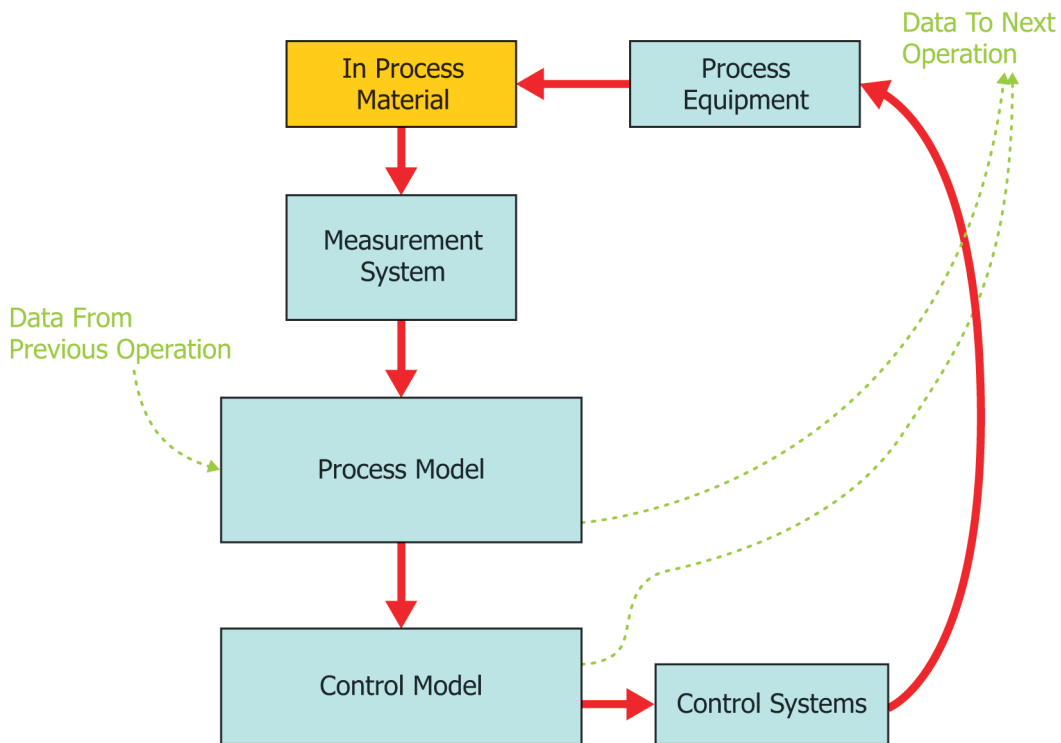 Data To Next
Operation
In Process
Material
Process
Equipment
Measurement
System
Data From
Previous Operation
Process Model
Control Model
Control Systems